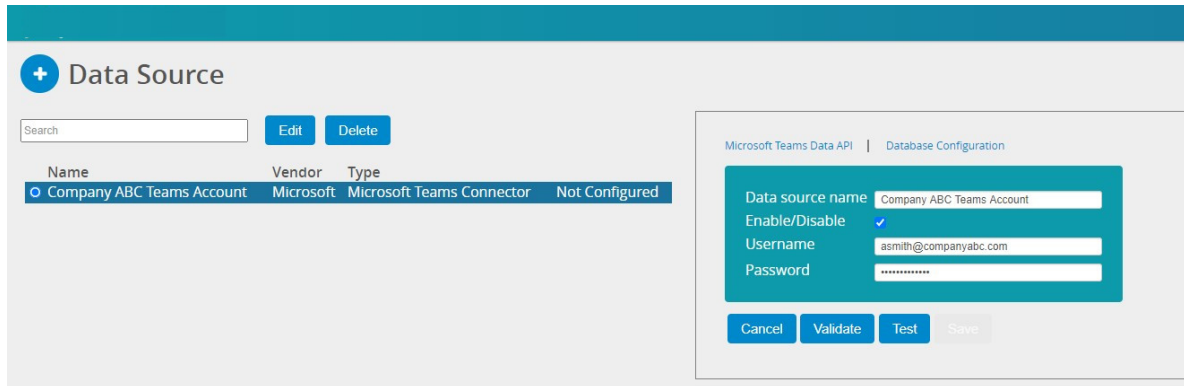 Data Source
Search
Edit Delete
Name Vendor Type
Company ABC Teams Account Microsoft Microsoft Teams Connector Not Configured
Microsoft Teams Data API | Database Configuration
Data source name Company ABC Teams Account
Enable/Disable
Username asmith@companyabc.com
Password •••••••••••••
Cancel Validate Test Save